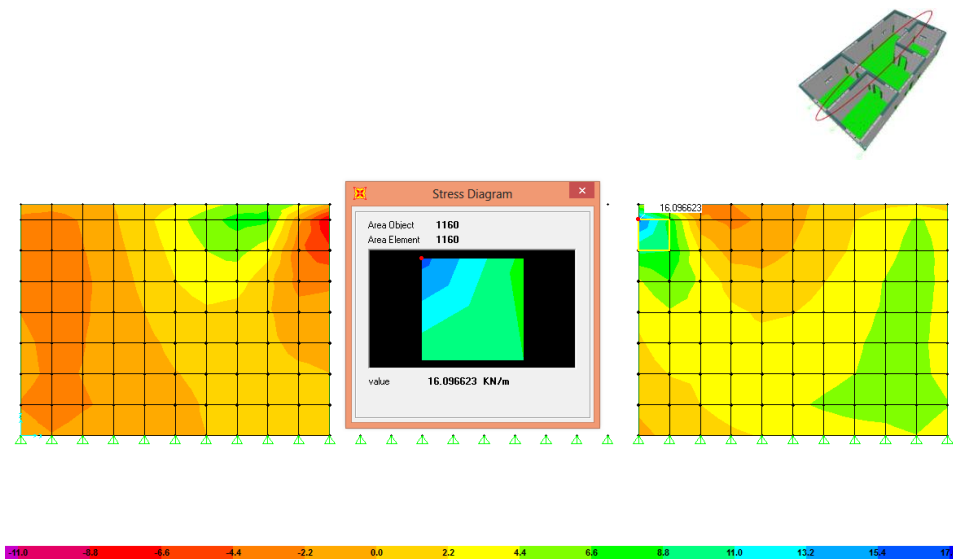 Stress Diagram
Area Object 1160
Area Element 1160
value 16.096623 KN/m
16.096623
-11.0 -8.8 -6.6 -4.4 -2.2 0.0 2.2 4.4 6.6 8.8 11.0 13.2 15.4